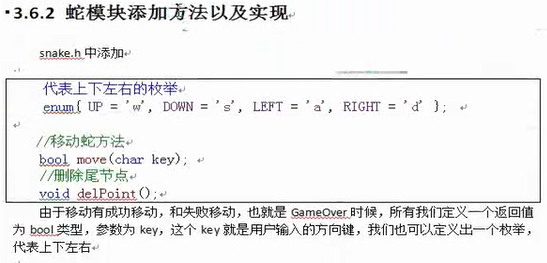 ▪3.6.2 蛇模块添加方法以及实现
snake.h 中添加
代表上下左右的枚举
enum{ UP = 'w', DOWN = 's', LEFT = 'a', RIGHT = 'd' };
//移动蛇方法
bool move(char key);
//删除尾节点
void delPoint();
由于移动有成功移动，和失败移动，也就是 GameOver 时候，所有我们定义一个返回值
为 bool 类型，参数为 key，这个 key 就是用户输入的方向键，我们也可以定义出一个枚举，
代表上下左右